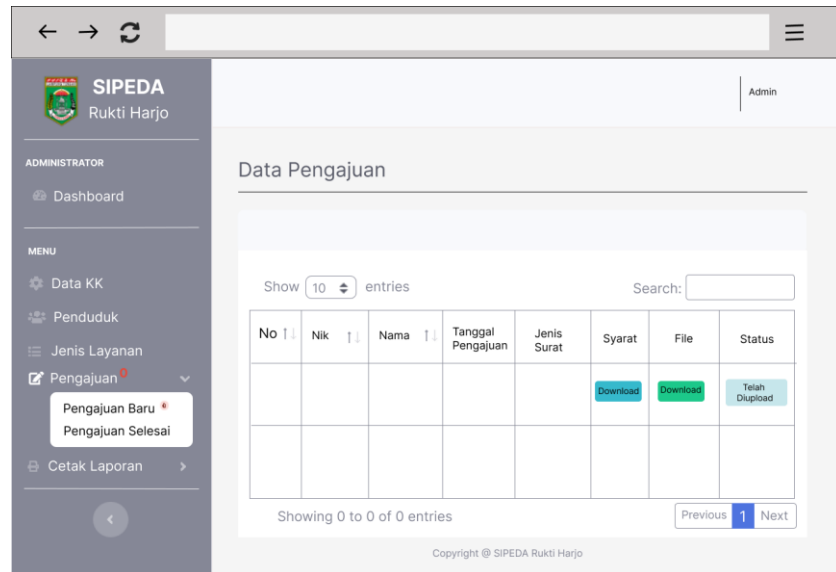 SIPEDA
Rukti Harjo
Admin
ADMINISTRATOR
Dashboard
MENU
Data KK
Penduduk
Jenis Layanan
Pengajuan 0
Pengajuan Baru
Pengajuan Selesai
Cetak Laporan
Data Pengajuan
Show 10 entries
Search:
No Nik Nama Tanggal Pengajuan Jenis Surat Syarat File Status
Download Download Telah Diupload
Showing 0 to 0 of 0 entries
Previous 1 Next
Copyright @ SIPEDA Rukti Harjo